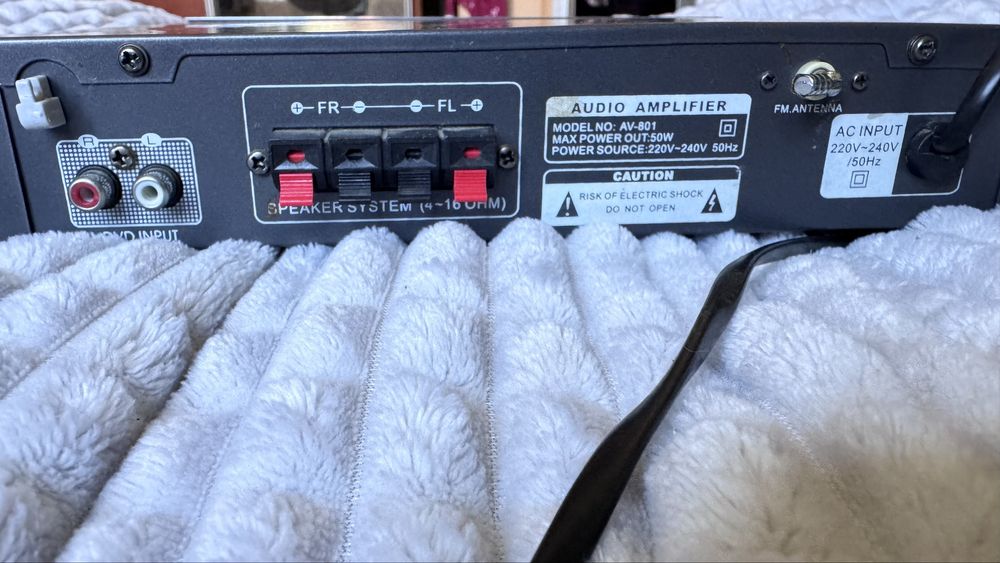 R L
DVD INPUT
+ FR − − FL +
SPEAKER SYSTEM (4~16 OHM)
AUDIO AMPLIFIER
MODEL NO: AV-801
MAX POWER OUT:50W
POWER SOURCE:220V~240V 50Hz
CAUTION
RISK OF ELECTRIC SHOCK
DO NOT OPEN
FM.ANTENNA
AC INPUT
220V~240V
/50Hz